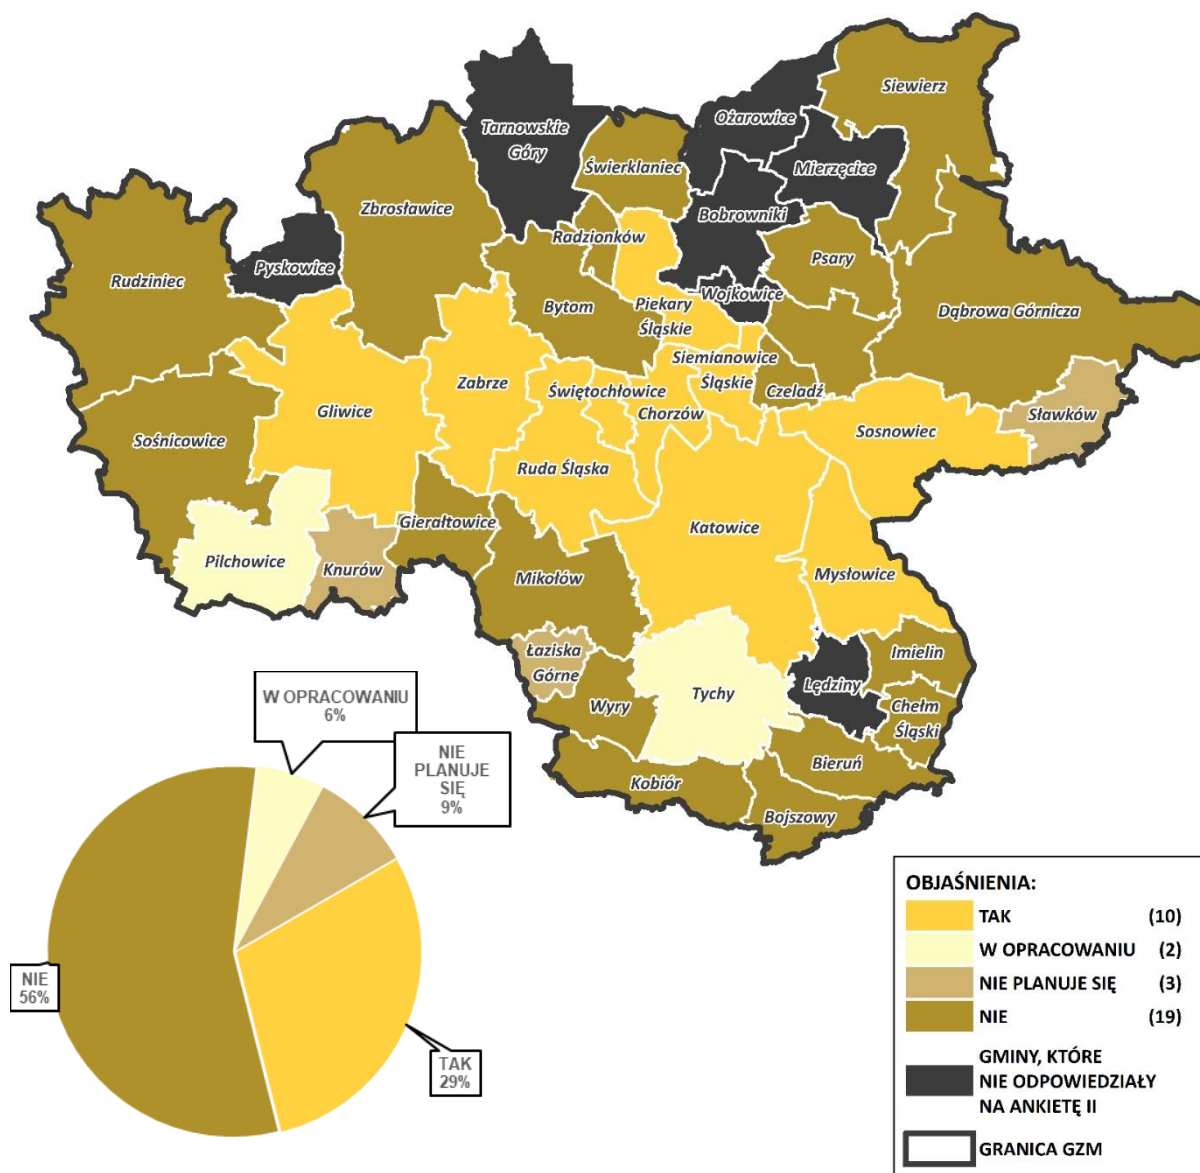 Siewierz
Ożarowice
Tarnowskie
Góry
Mierzęcice
Świerklaniec
Zbrosławice
Bobrowniki
Radzionków
Psary
Pyskowice
Rudziniec
Wojkowice
Bytom
Piekary
Śląskie
Dąbrowa Górnicza
Siemianowice
Śląskie
Zabrze
Świętochłowice
Czeladź
Gliwice
Chorzów
Sławków
Sosnowiec
Sośnicowice
Ruda Śląska
Gierałtowice
Katowice
Pilchowice
Knurów
Mikołów
Mysłowice
Łaziska
Górne
Imielin
Lędziny
Tychy
Wyry
Chełm
Śląski
Bieruń
Kobiór
Bojszowy
W OPRACOWANIU
6%
NIE
PLANUJE
SIĘ
9%
NIE
56%
TAK
29%
OBJAŚNIENIA:
TAK (10)
W OPRACOWANIU (2)
NIE PLANUJE SIĘ (3)
NIE (19)
GMINY, KTÓRE
NIE ODPOWIEDZIAŁY
NA ANKIETĘ II
GRANICA GZM